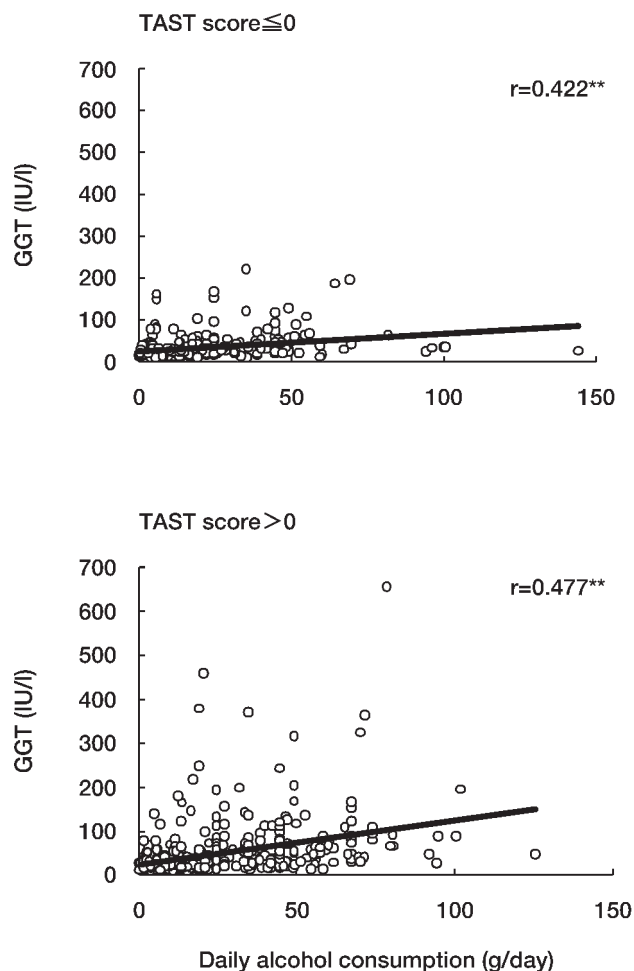 TAST score≦0
700
r=0.422**
600
500
400
300
200
100
0
GGT (IU/l)
0 50 100 150
TAST score>0
700
r=0.477**
600
500
400
300
200
100
0
GGT (IU/l)
0 50 100 150
Daily alcohol consumption (g/day)